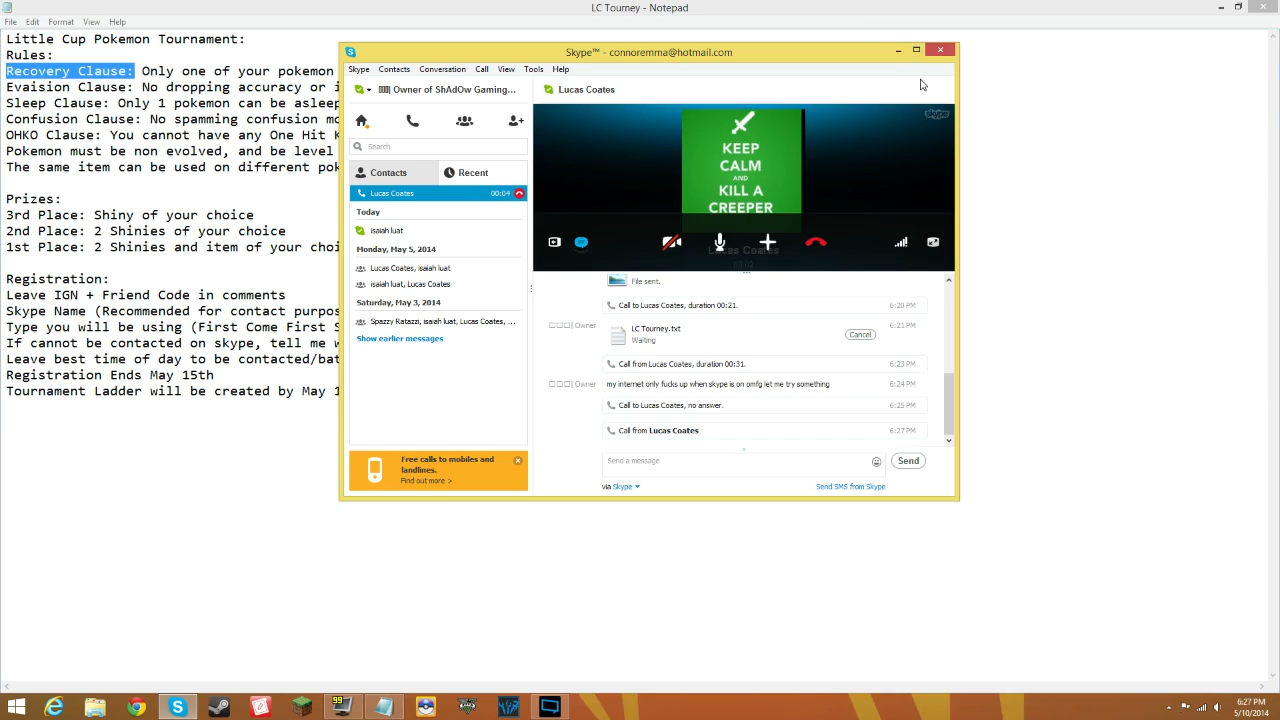 LC Tourney - Notepad
File Edit Format View Help
Little Cup Pokemon Tournament:
Rules:
Recovery Clause: Only one of your pokemon
Evaision Clause: No dropping accuracy or i
Sleep Clause: Only 1 pokemon can be asleep
Confusion Clause: No spamming confusion mo
OHKO Clause: You cannot have any One Hit K
Pokemon must be non evolved, and be level
The same item can be used on different pok
Prizes:
3rd Place: Shiny of your choice
2nd Place: 2 Shinies of your choice
1st Place: 2 Shinies and item of your choi
Registration:
Leave IGN + Friend Code in comments
Skype Name (Recommended for contact purpos
Type you will be using (First Come First S
If cannot be contacted on skype, tell me w
Leave best time of day to be contacted/bat
Registration Ends May 15th
Tournament Ladder will be created by May 1
Skype™ - connoremma@hotmail.com
Skype Contacts Conversation Call View Tools Help
Owner of ShAdOw Gaming...
Search
Contacts Recent
Lucas Coates 00:04
Today
isaiah luat
Monday, May 5, 2014
Lucas Coates, isaiah luat
isaiah luat, Lucas Coates
Saturday, May 3, 2014
Spazzy Ratazzi, isaiah luat, Lucas Coates, ...
Show earlier messages
Free calls to mobiles and
landlines.
Find out more >
Lucas Coates
skype
KEEP
CALM
AND
KILL A
CREEPER
Lucas Coates
File sent.
Call to Lucas Coates, duration 00:21. 6:20 PM
□□□| Owner LC Tourney.txt 6:21 PM
Waiting Cancel
Call from Lucas Coates, duration 00:31. 6:23 PM
□□□| Owner my internet only fucks up when skype is on omfg let me try something 6:24 PM
Call to Lucas Coates, no answer. 6:25 PM
Call from Lucas Coates 6:27 PM
Send a message Send
via Skype Send SMS from Skype
99
6:27 PM
5/10/2014